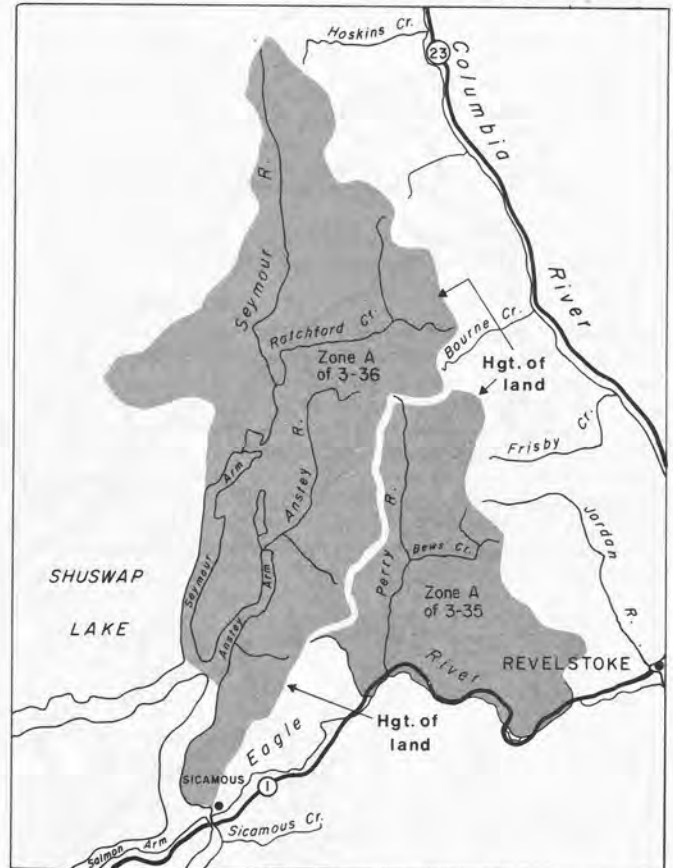 Hoskins Cr.
23
Columbia
River
Seymour R.
Ratchford Cr.
Zone A
of 3-36
Bourne Cr.
Hgt. of
land
Frisby Cr.
Anstey R.
Seymour Arm
Jordan R.
Perry R.
Bews Cr.
SHUSWAP
LAKE
Anstey Arm
Zone A
of 3-35
REVELSTOKE
Eagle River
Hgt. of
land
SICAMOUS
1
Sicamous Cr.
Salmon Arm